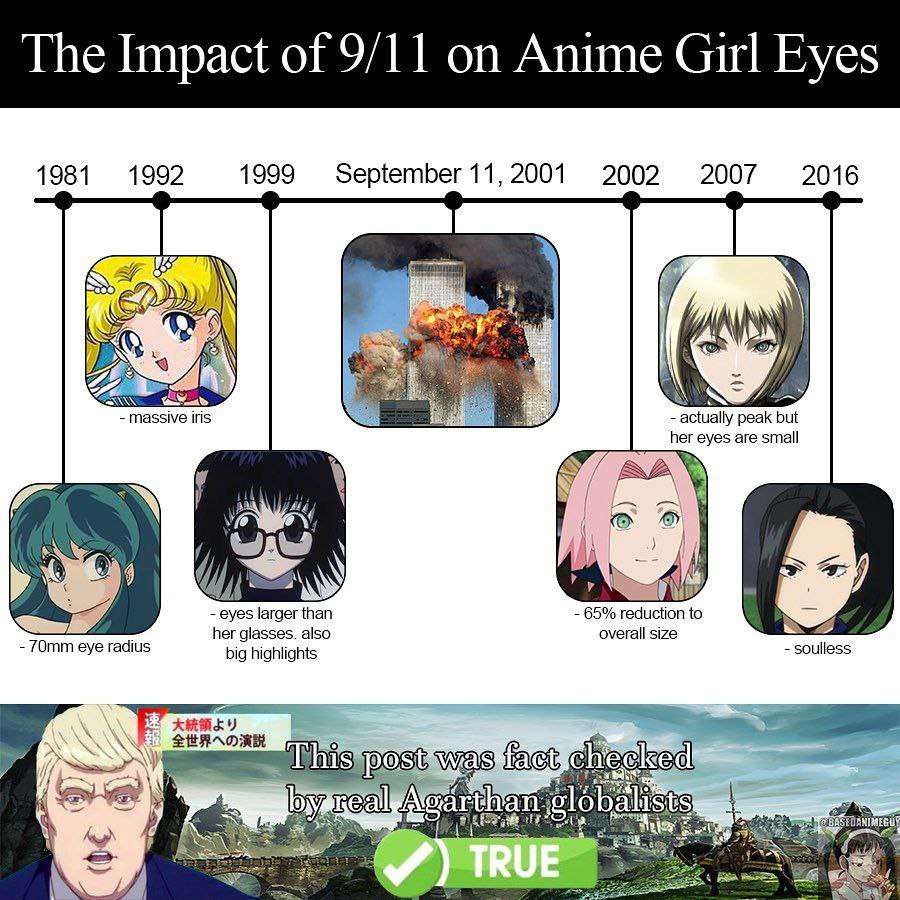 The Impact of 9/11 on Anime Girl Eyes
1981
1992
1999
September 11, 2001
2002
2007
2016
- massive iris
- actually peak but
her eyes are small
- 70mm eye radius
- eyes larger than
her glasses. also
big highlights
- 65% reduction to
overall size
- soulless
速報
大統領より
全世界への演説
This post was fact checked
by real Agarthan globalists
TRUE
@BASEDANIMEGUY